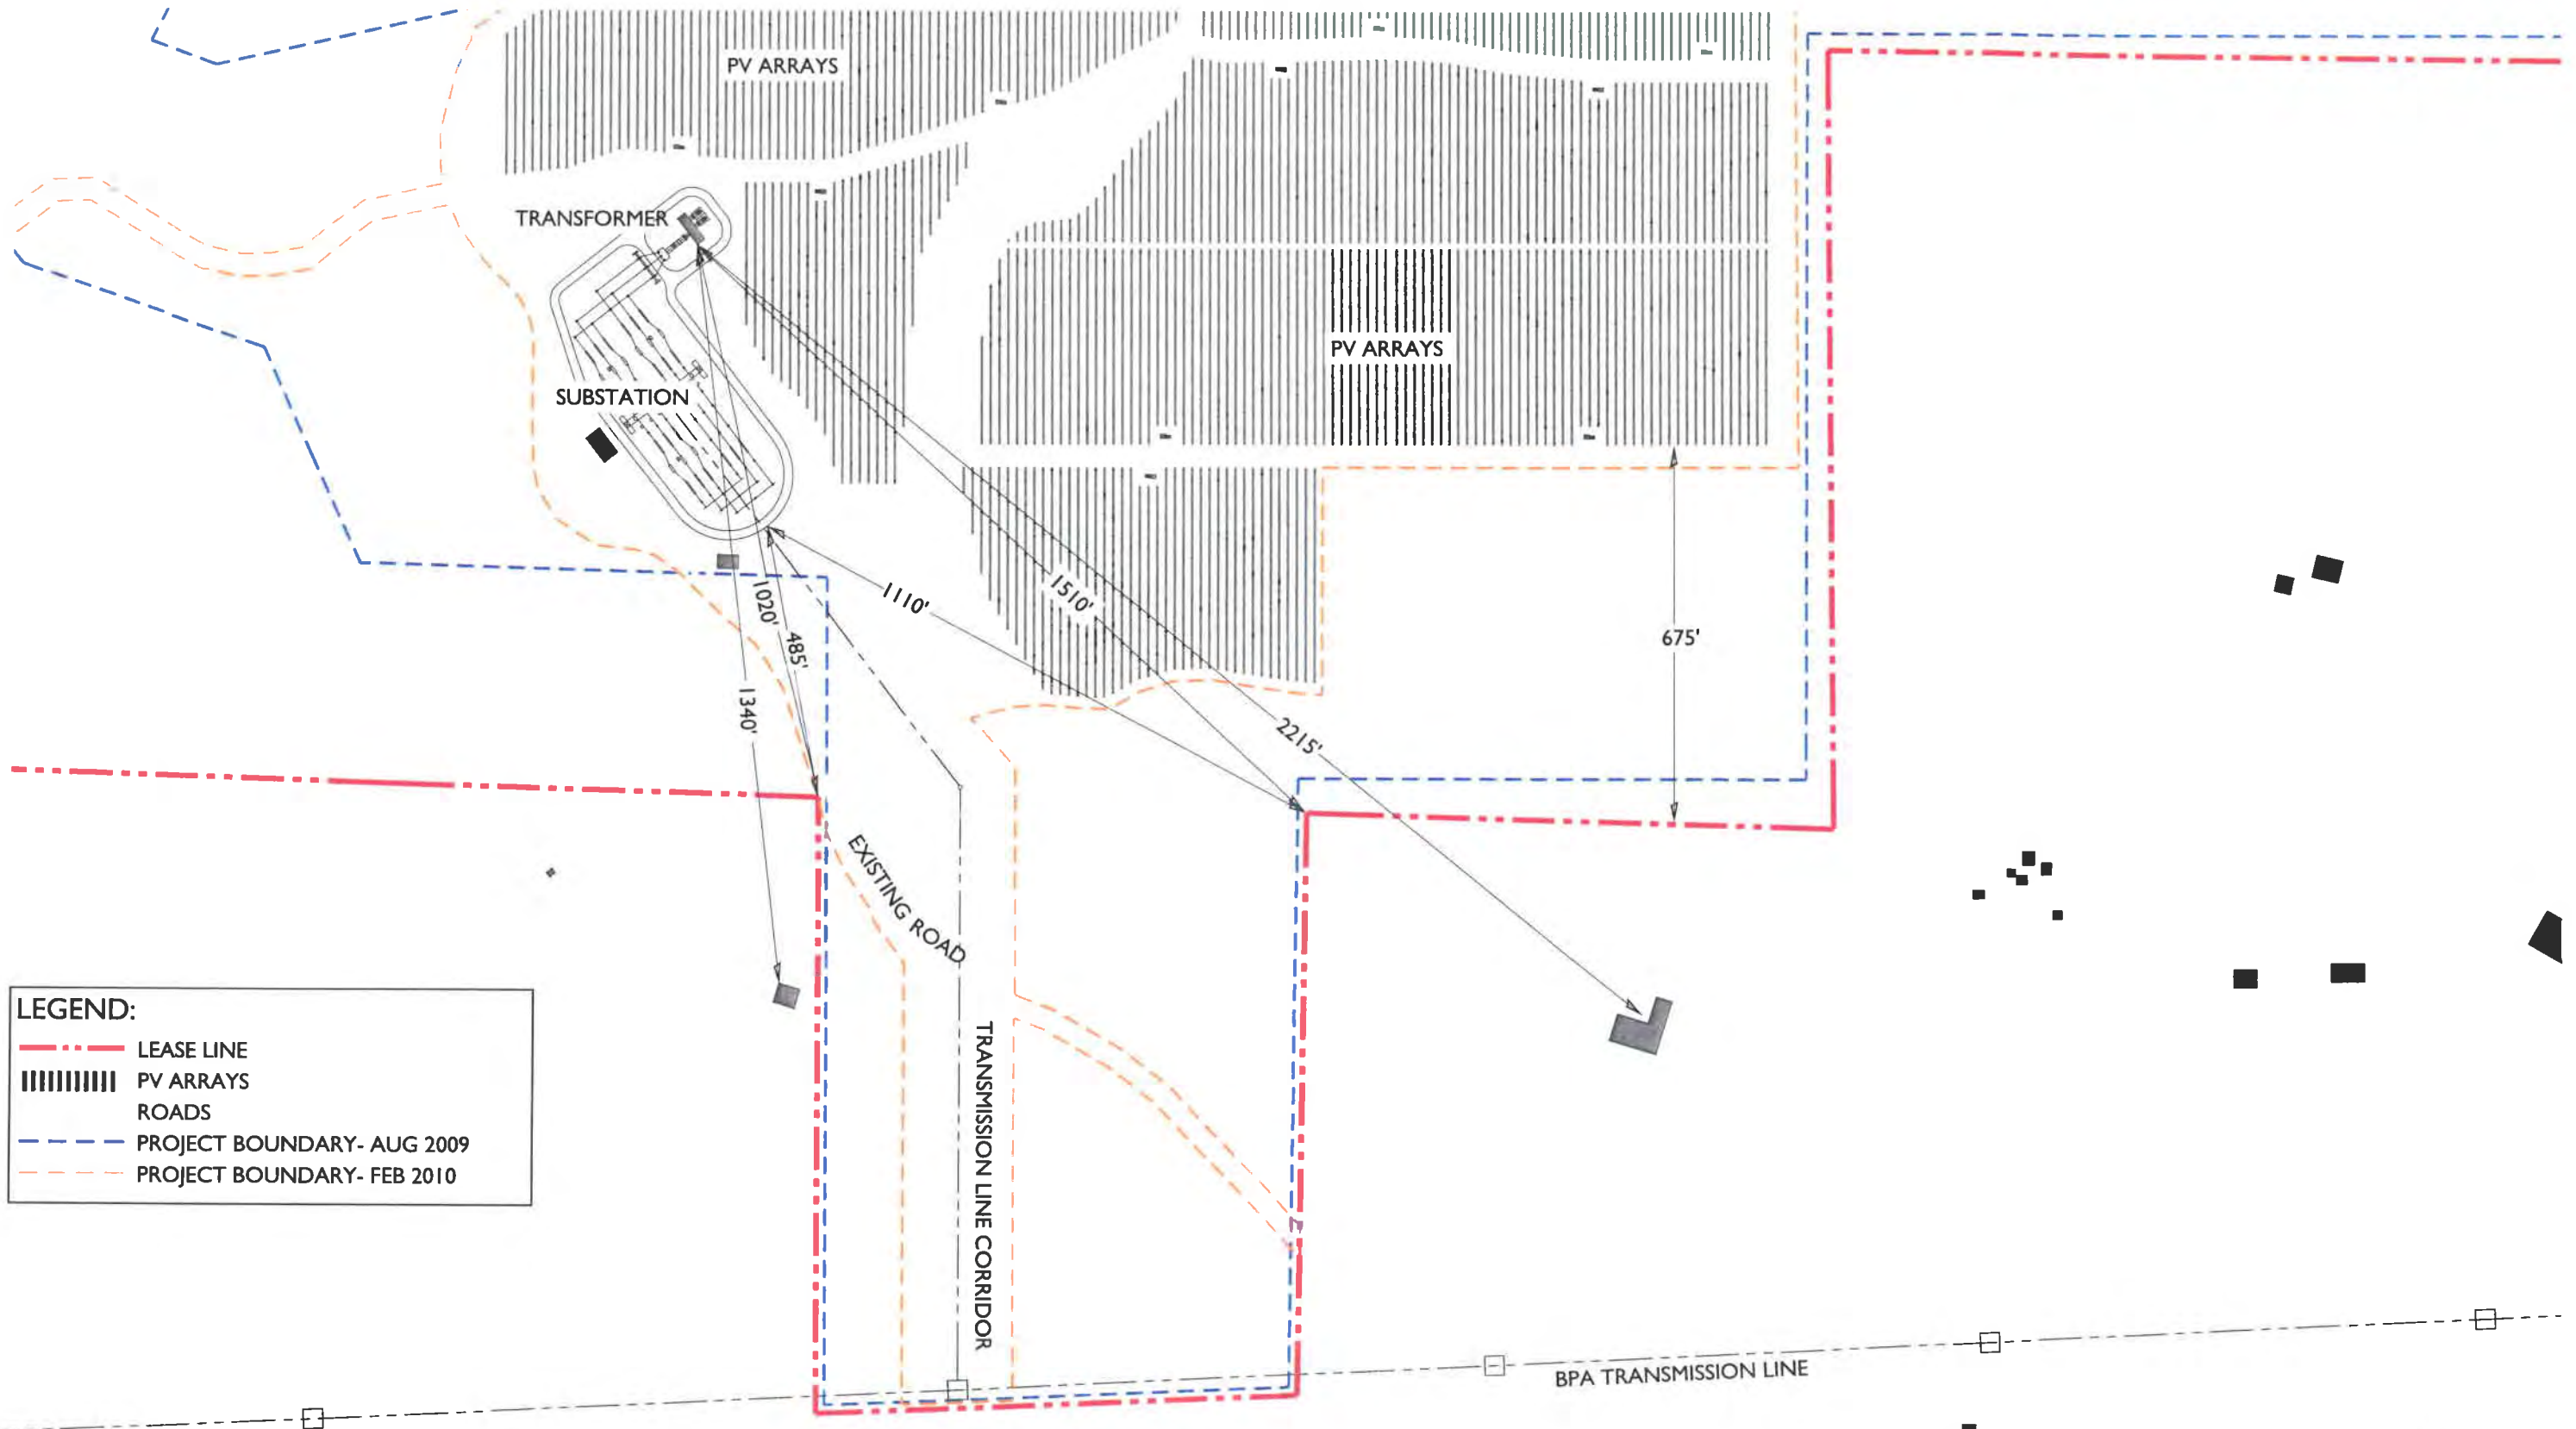 PV ARRAYS
TRANSFORMER
PV ARRAYS
SUBSTATION
1020'
485'
1110'
1510'
675'
1340'
2215'
EXISTING ROAD
TRANSMISSION LINE CORRIDOR
BPA TRANSMISSION LINE
LEGEND:
LEASE LINE
PV ARRAYS
ROADS
PROJECT BOUNDARY- AUG 2009
PROJECT BOUNDARY- FEB 2010